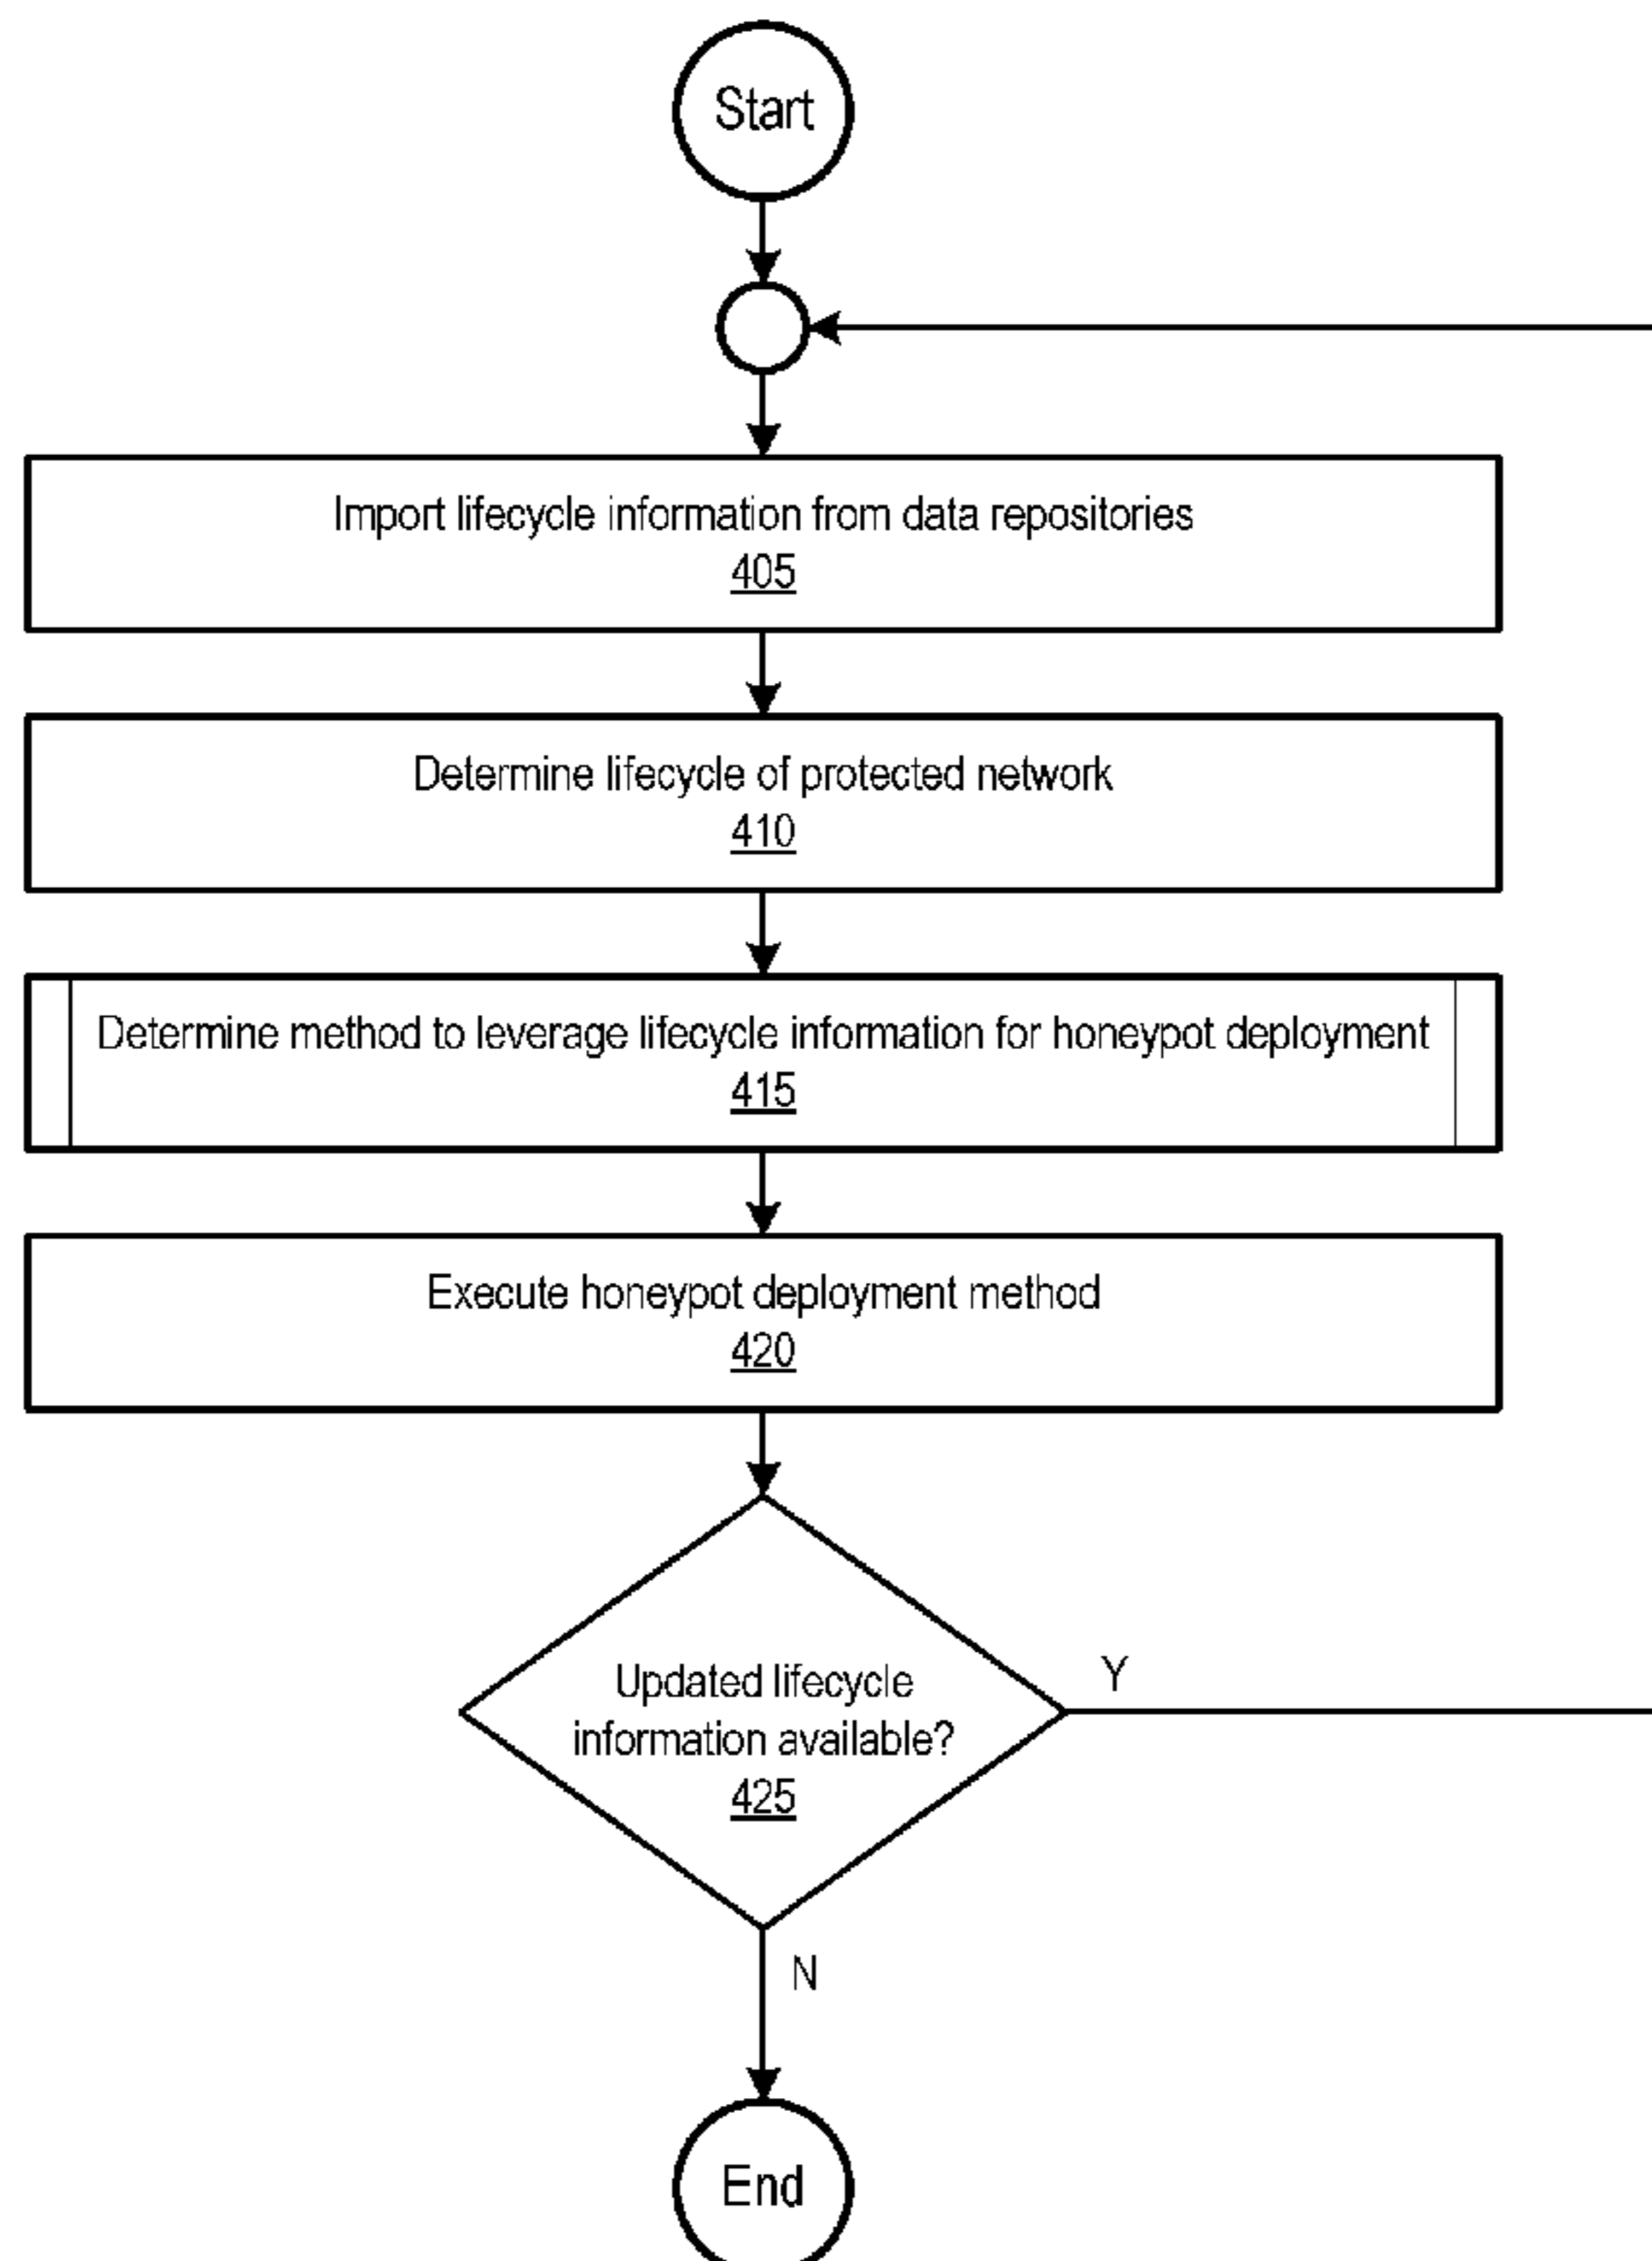 Start
Import lifecycle information from data repositories
405
Determine lifecycle of protected network
410
Determine method to leverage lifecycle information for honeypot deployment
415
Execute honeypot deployment method
420
Updated lifecycle
information available?
425
Y
N
End